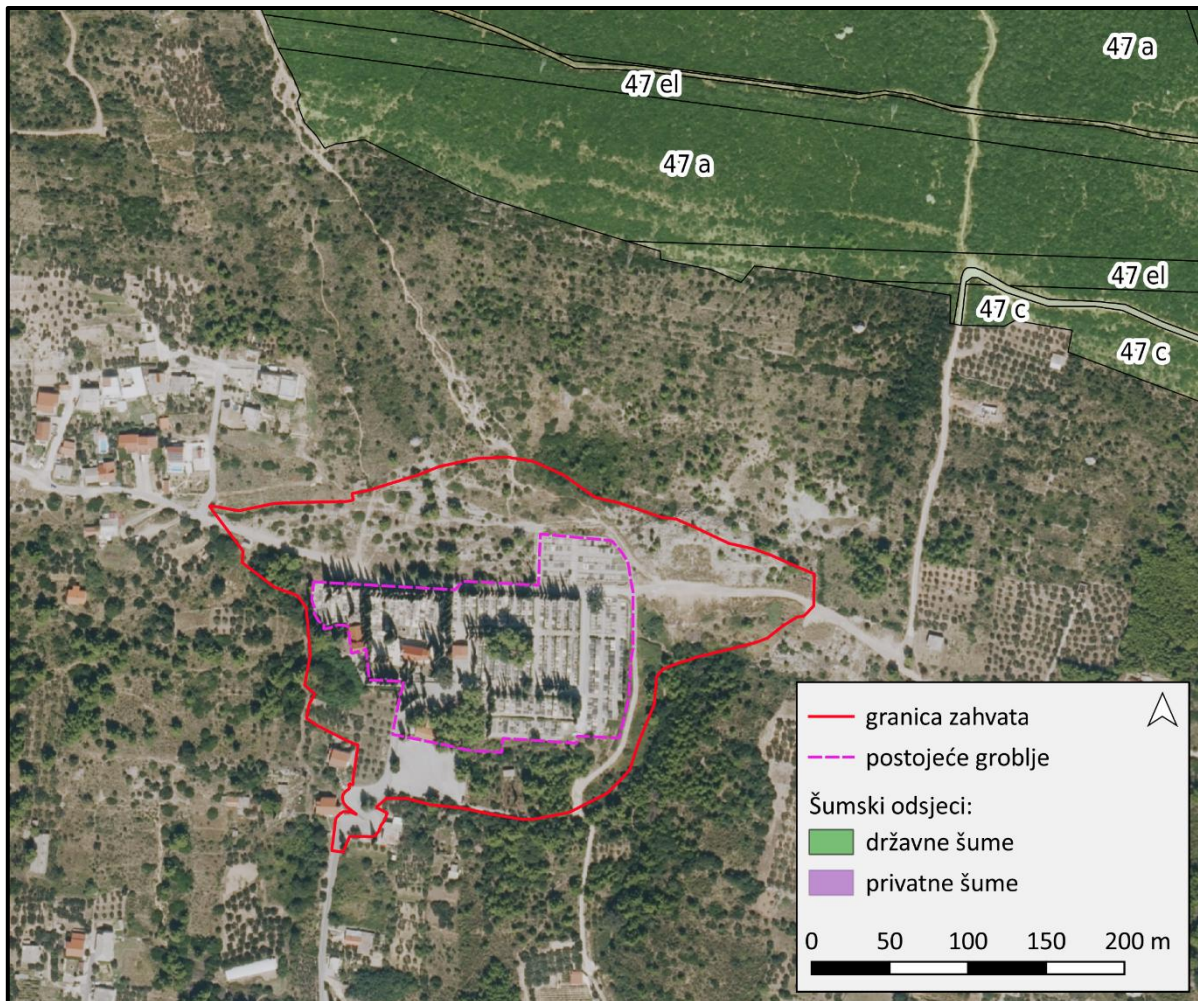 47 a
47 el
47 a
47 el
47 c
47 c
granica zahvata
postojeće groblje
Šumski odsjeci:
državne šume
privatne šume
0 50 100 150 200 m